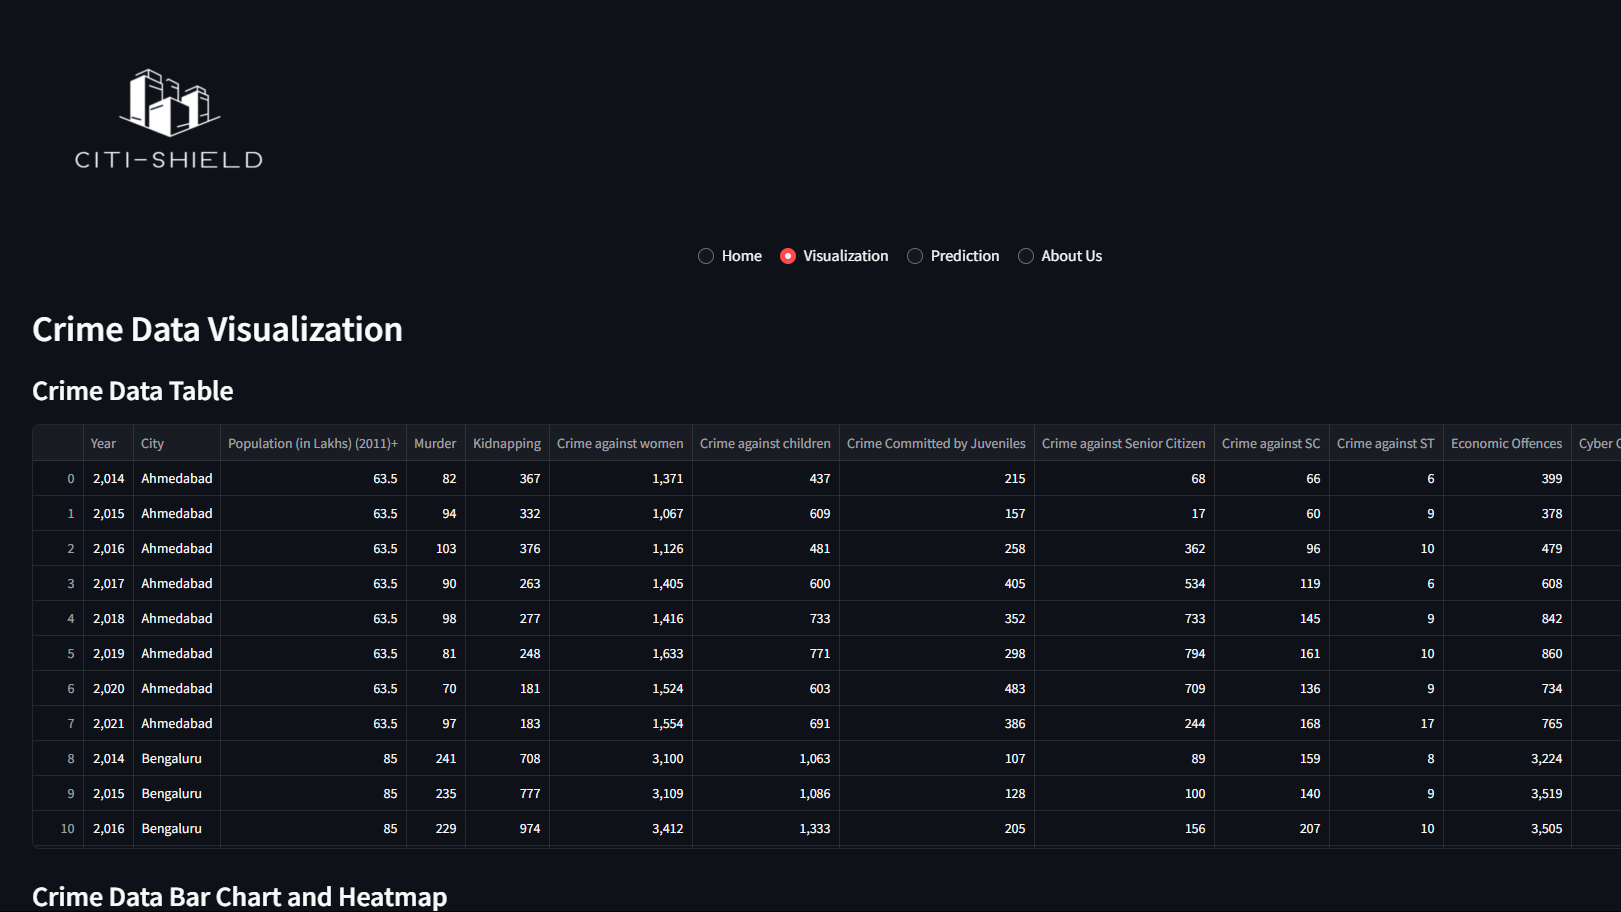 CITI-SHIELD
Home Visualization Prediction About Us
Crime Data Visualization
Crime Data Table
Year City Population (in Lakhs) (2011)+ Murder Kidnapping Crime against women Crime against children Crime Committed by Juveniles Crime against Senior Citizen Crime against SC Crime against ST Economic Offences Cyber C
0 2,014 Ahmedabad 63.5 82 367 1,371 437 215 68 66 6 399
1 2,015 Ahmedabad 63.5 94 332 1,067 609 157 17 60 9 378
2 2,016 Ahmedabad 63.5 103 376 1,126 481 258 362 96 10 479
3 2,017 Ahmedabad 63.5 90 263 1,405 600 405 534 119 6 608
4 2,018 Ahmedabad 63.5 98 277 1,416 733 352 733 145 9 842
5 2,019 Ahmedabad 63.5 81 248 1,633 771 298 794 161 10 860
6 2,020 Ahmedabad 63.5 70 181 1,524 603 483 709 136 9 734
7 2,021 Ahmedabad 63.5 97 183 1,554 691 386 244 168 17 765
8 2,014 Bengaluru 85 241 708 3,100 1,063 107 89 159 8 3,224
9 2,015 Bengaluru 85 235 777 3,109 1,086 128 100 140 9 3,519
10 2,016 Bengaluru 85 229 974 3,412 1,333 205 156 207 10 3,505
Crime Data Bar Chart and Heatmap